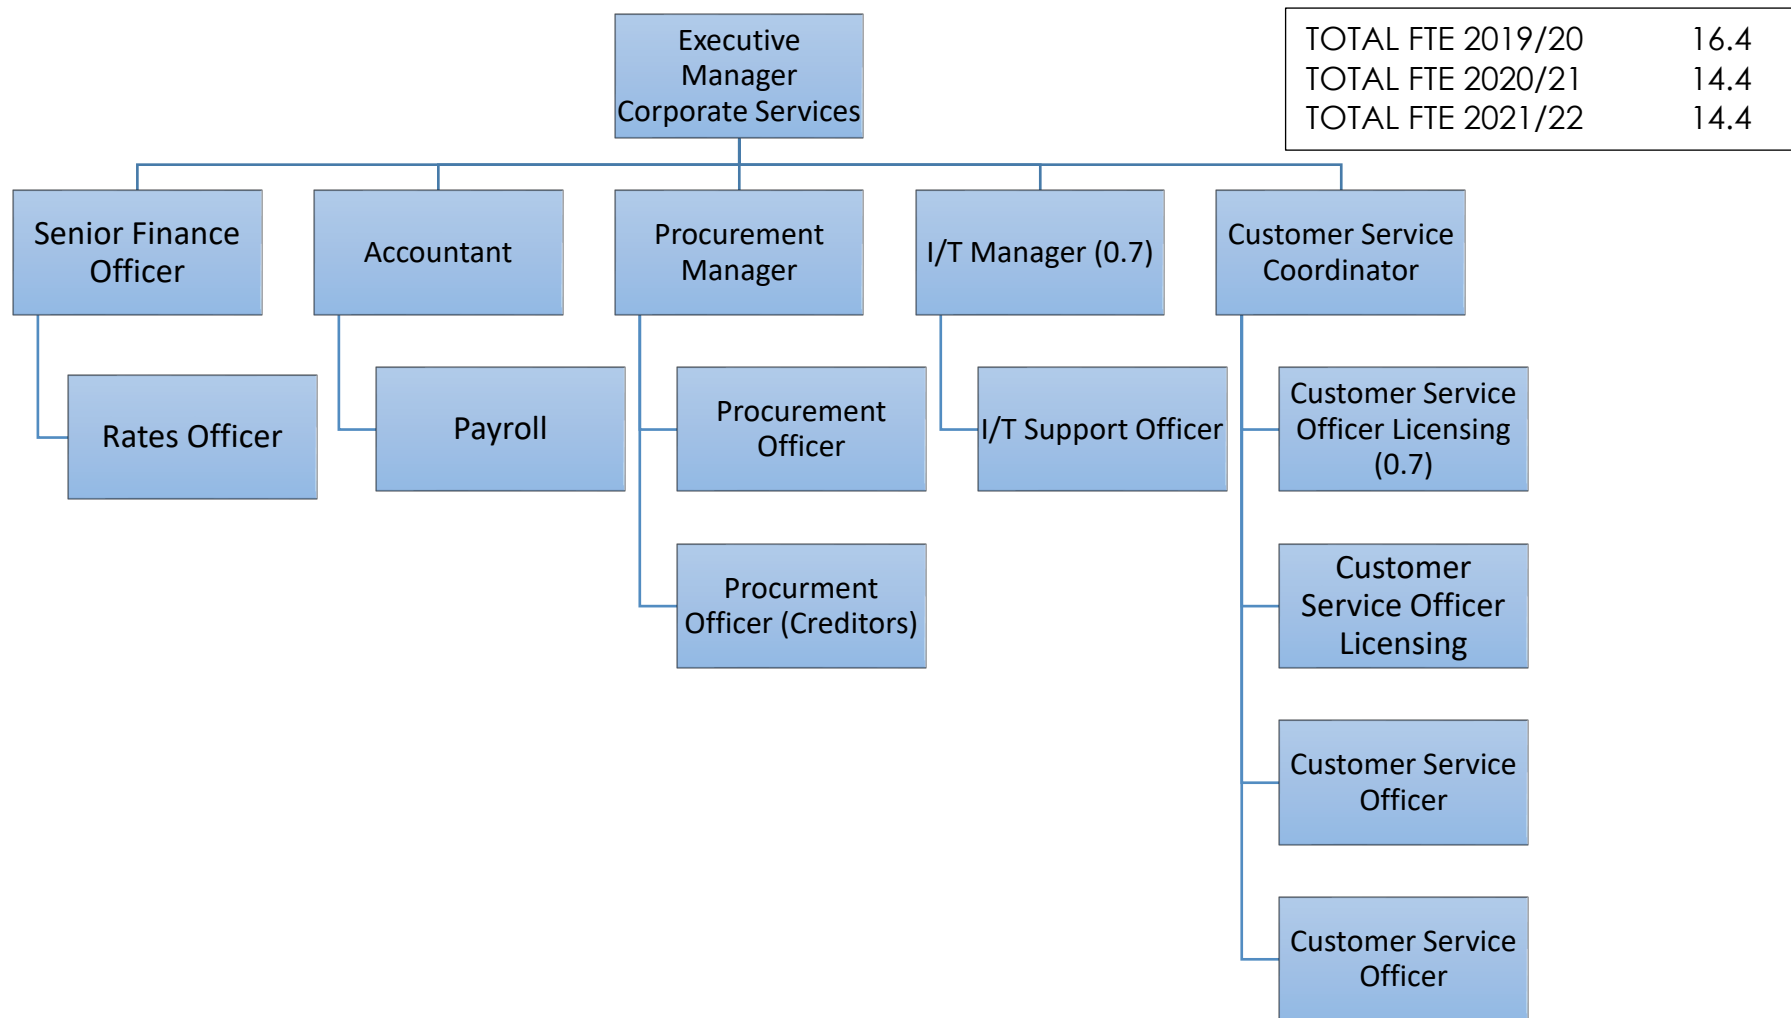 Executive
Manager
Corporate Services
TOTAL FTE 2019/20 16.4
TOTAL FTE 2020/21 14.4
TOTAL FTE 2021/22 14.4
Senior Finance
Officer
Accountant
Procurement
Manager
I/T Manager (0.7)
Customer Service
Coordinator
Rates Officer
Payroll
Procurement
Officer
I/T Support Officer
Customer Service
Officer Licensing
(0.7)
Procurment
Officer (Creditors)
Customer
Service Officer
Licensing
Customer Service
Officer
Customer Service
Officer